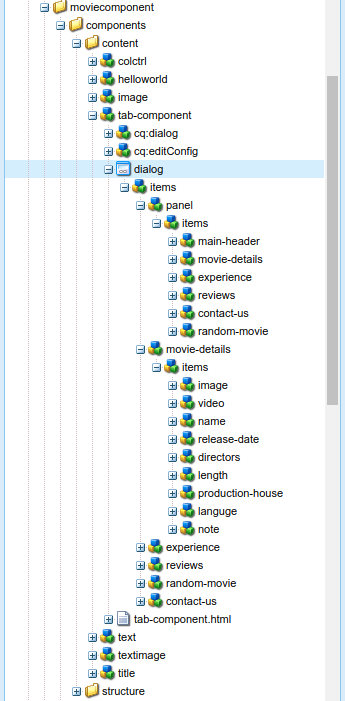 moviecomponent
components
content
colctrl
helloworld
image
tab-component
cq:dialog
cq:editConfig
dialog
items
panel
items
main-header
movie-details
experience
reviews
contact-us
random-movie
movie-details
items
image
video
name
release-date
directors
length
production-house
languge
note
experience
reviews
random-movie
contact-us
tab-component.html
text
textimage
title
structure